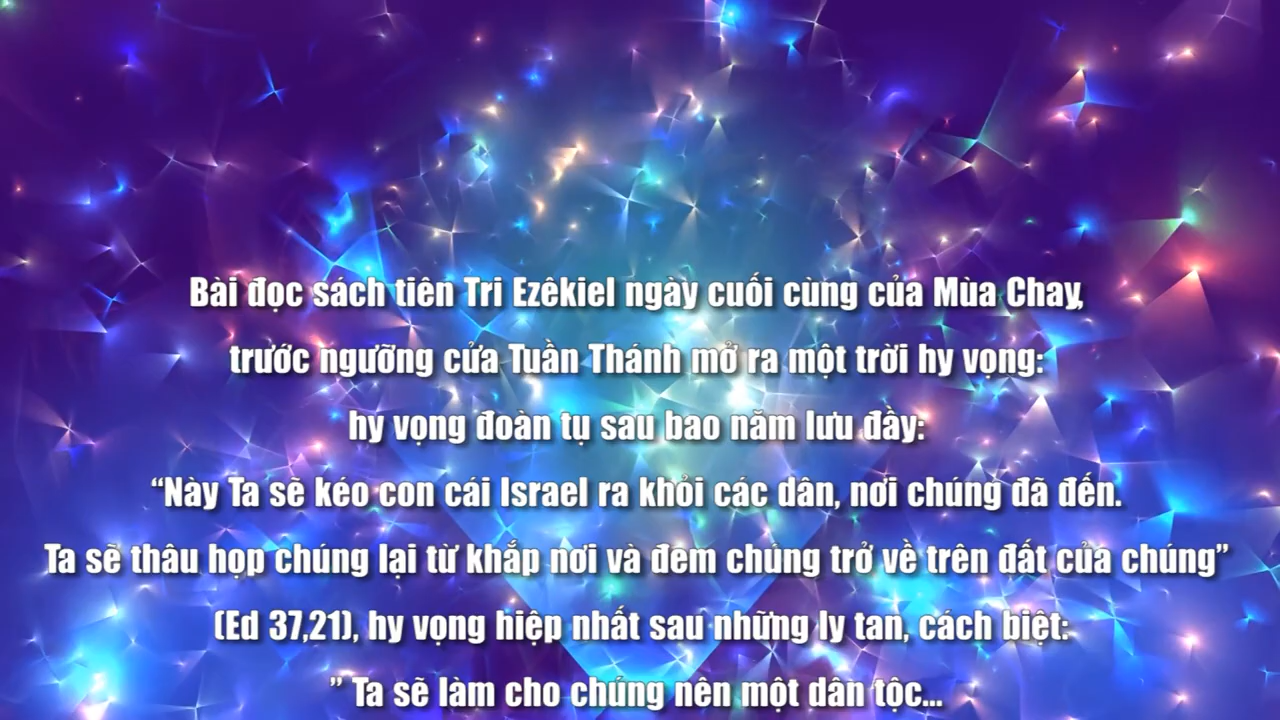 Bài đọc sách tiên Tri Ezêkiel ngày cuối cùng của Mùa Chay,
trước ngưỡng cửa Tuần Thánh mở ra một trời hy vọng:
hy vọng đoàn tụ sau bao năm lưu đầy:
“Này Ta sẽ kéo con cái Israel ra khỏi các dân, nơi chúng đã đến.
Ta sẽ thâu họp chúng lại từ khắp nơi và đem chúng trở về trên đất của chúng”
(Ed 37,21), hy vọng hiệp nhất sau những ly tan, cách biệt:
” Ta sẽ làm cho chúng nên một dân tộc...